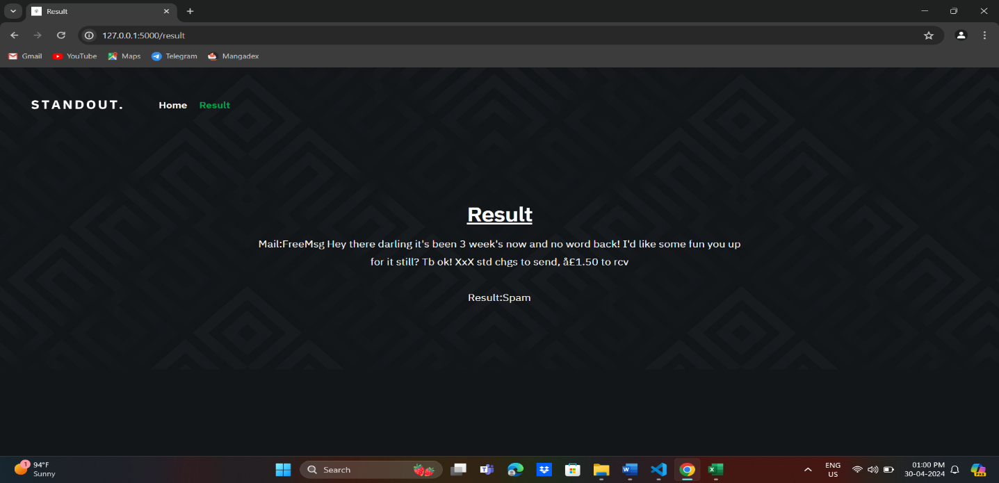 Result
127.0.0.1:5000/result
Gmail YouTube Maps Telegram Mangadex
STANDOUT. Home Result
Result
Mail:FreeMsg Hey there darling it's been 3 week's now and no word back! I'd like some fun you up
for it still? Tb ok! XxX std chgs to send, å£1.50 to rcv
Result:Spam
1
94°F
Sunny
Search
ENG
US
01:00 PM
30-04-2024